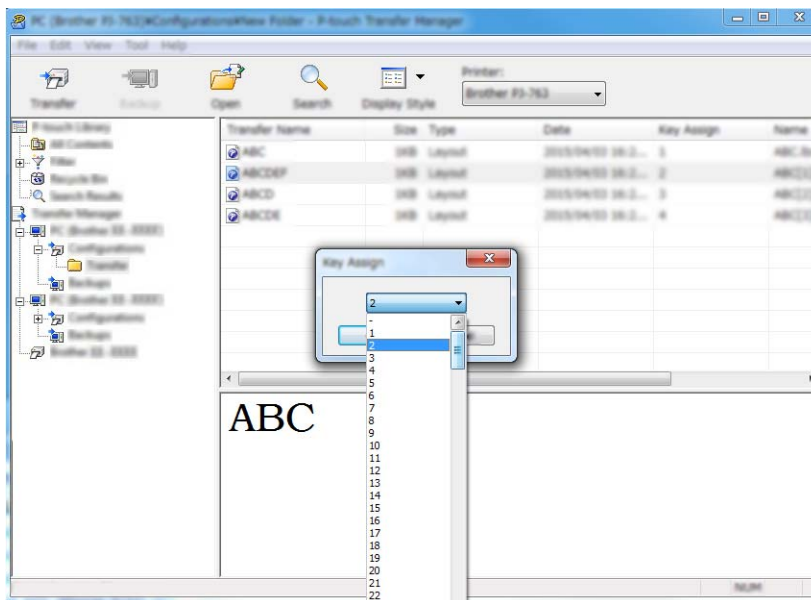 PC (Brother PJ-763)¥Configurations¥New Folder - P-touch Transfer Manager
File Edit View Tool Help
Transfer Backup Open Search Display Style
Printer:
Brother PJ-763
P-touch Library
All Contents
Filter
Recycle Bin
Search Results
Transfer Manager
Configurations
Transfer
Backups
Configurations
Backups
Transfer Name Size Type Date Key Assign Name
ABC 1KB Layout 1
ABCDEF 1KB Layout 2
ABCD 1KB Layout 3
ABCDE 1KB Layout 4
Key Assign
2
-
1
2
3
4
5
6
7
8
9
10
11
12
13
14
15
16
17
18
19
20
21
22
ABC
NUM